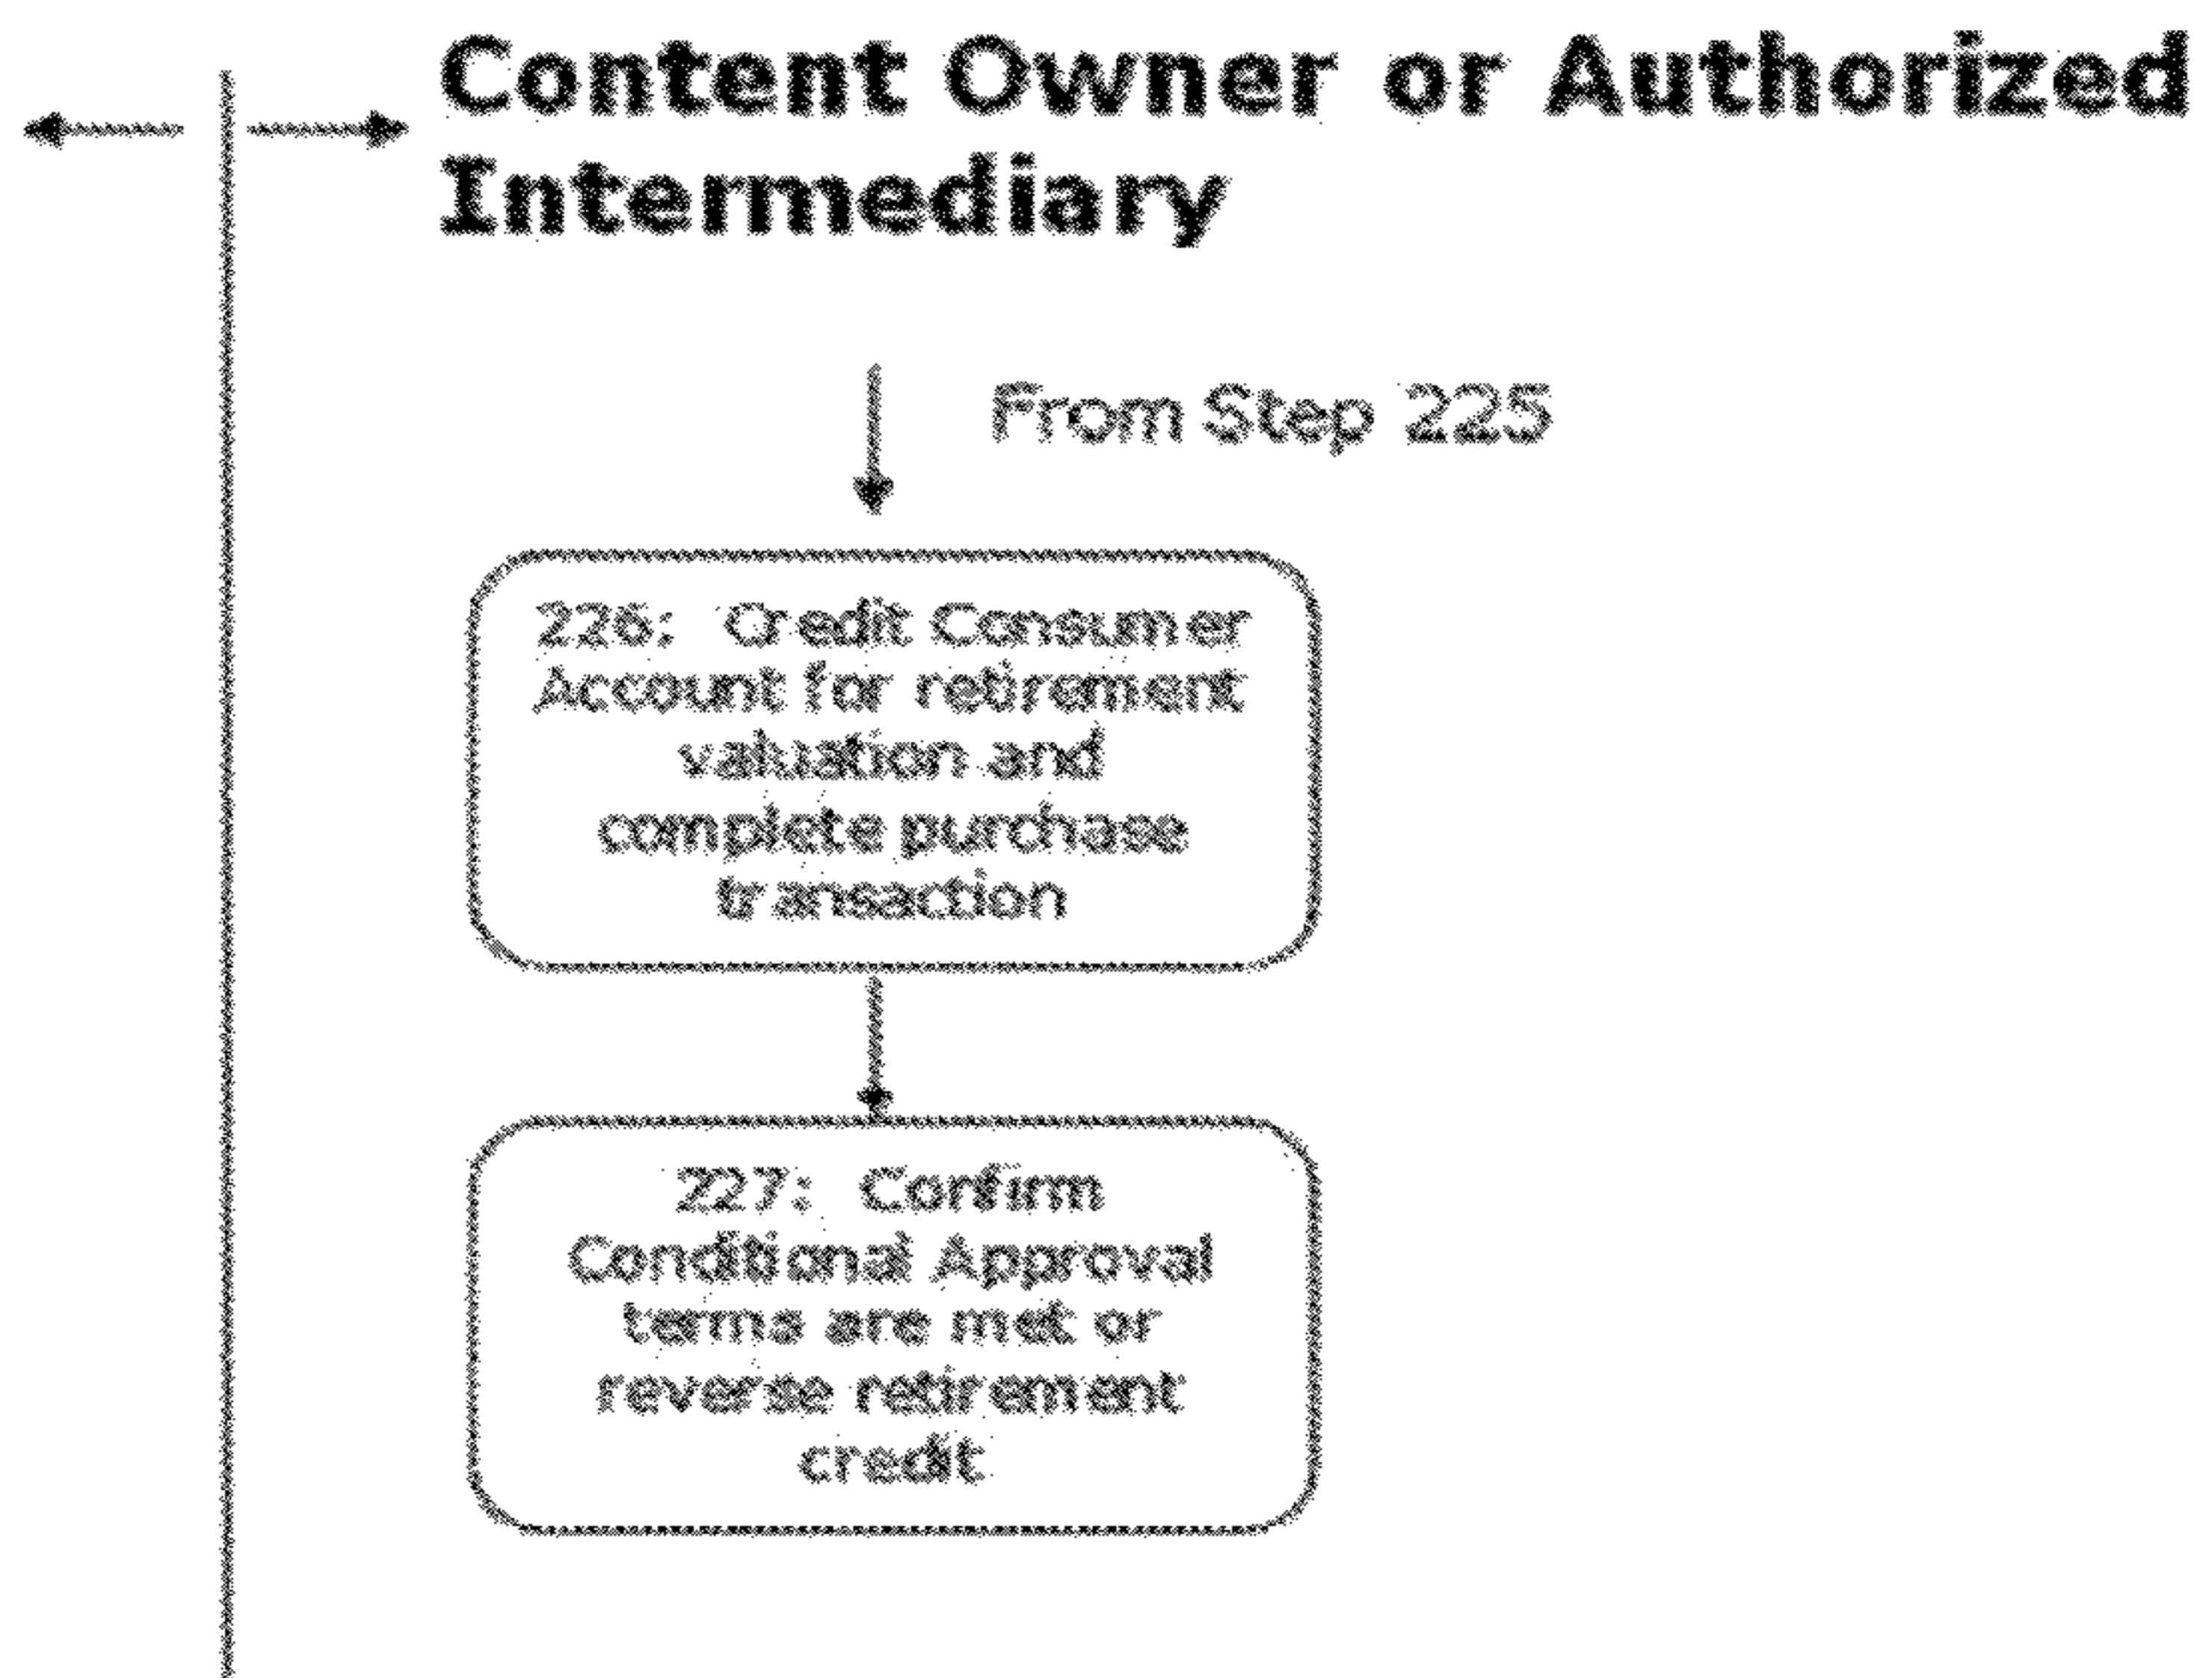 Content Owner or Authorized
Intermediary
From Step 225
226: Credit Consumer
Account for retirement
valuation and
complete purchase
transaction
227: Confirm
Conditional Approval
terms are met or
reverse retirement
credit